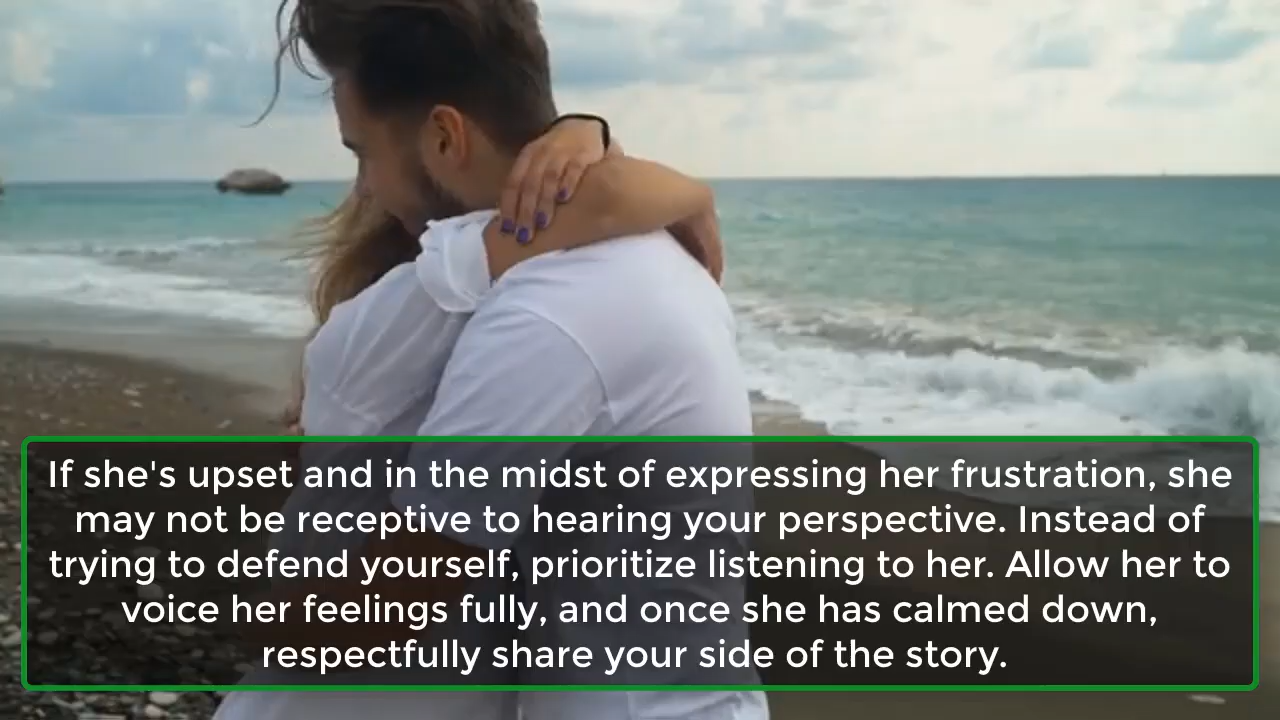 If she's upset and in the midst of expressing her frustration, she
may not be receptive to hearing your perspective. Instead of
trying to defend yourself, prioritize listening to her. Allow her to
voice her feelings fully, and once she has calmed down,
respectfully share your side of the story.